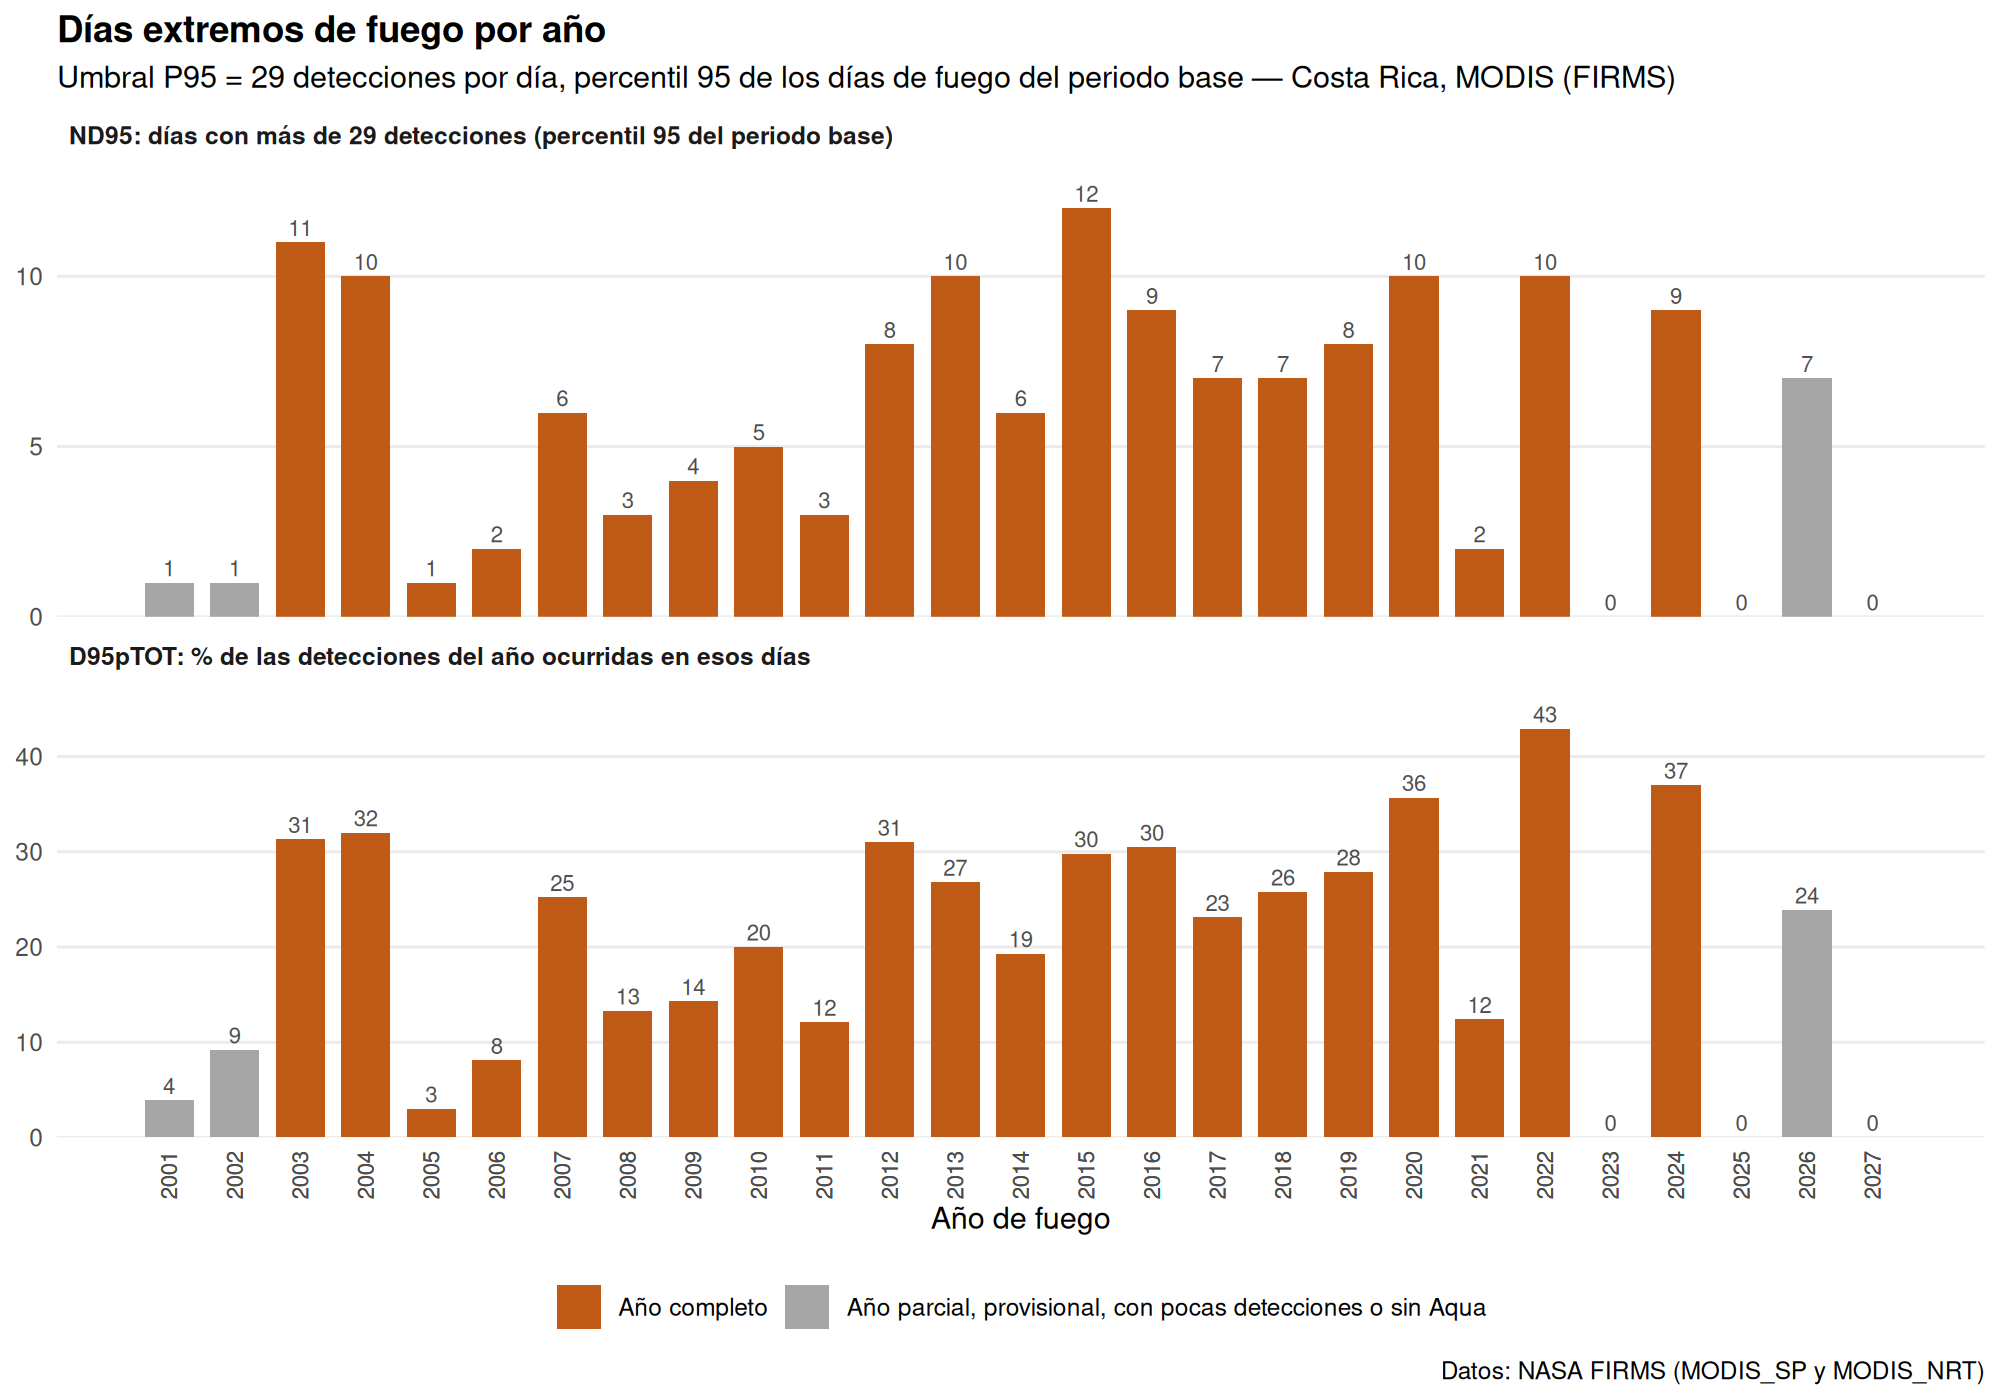 Días extremos de fuego por año
Umbral P95 = 29 detecciones por día, percentil 95 de los días de fuego del periodo base — Costa Rica, MODIS (FIRMS)
ND95: días con más de 29 detecciones (percentil 95 del periodo base)
10
5
0
1 1 11 10 1 2 6 3 4 5 3 8 10 6 12 9 7 7 8 10 2 10 0 9 0 7 0
D95pTOT: % de las detecciones del año ocurridas en esos días
40
30
20
10
0
4 9 31 32 3 8 25 13 14 20 12 31 27 19 30 30 23 26 28 36 12 43 0 37 0 24 0
2001 2002 2003 2004 2005 2006 2007 2008 2009 2010 2011 2012 2013 2014 2015 2016 2017 2018 2019 2020 2021 2022 2023 2024 2025 2026 2027
Año de fuego
Año completo Año parcial, provisional, con pocas detecciones o sin Aqua
Datos: NASA FIRMS (MODIS_SP y MODIS_NRT)